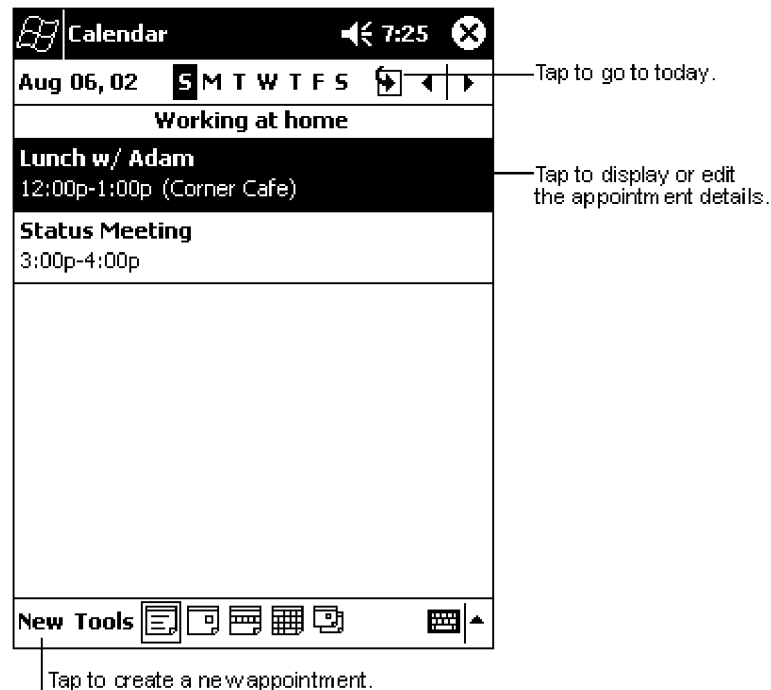 Calendar 7:25
Aug 06, 02 S M T W T F S
Tap to go to today.
Working at home
Lunch w/ Adam
12:00p-1:00p (Corner Cafe)
Tap to display or edit
the appointment details.
Status Meeting
3:00p-4:00p
New Tools
Tap to create a new appointment.